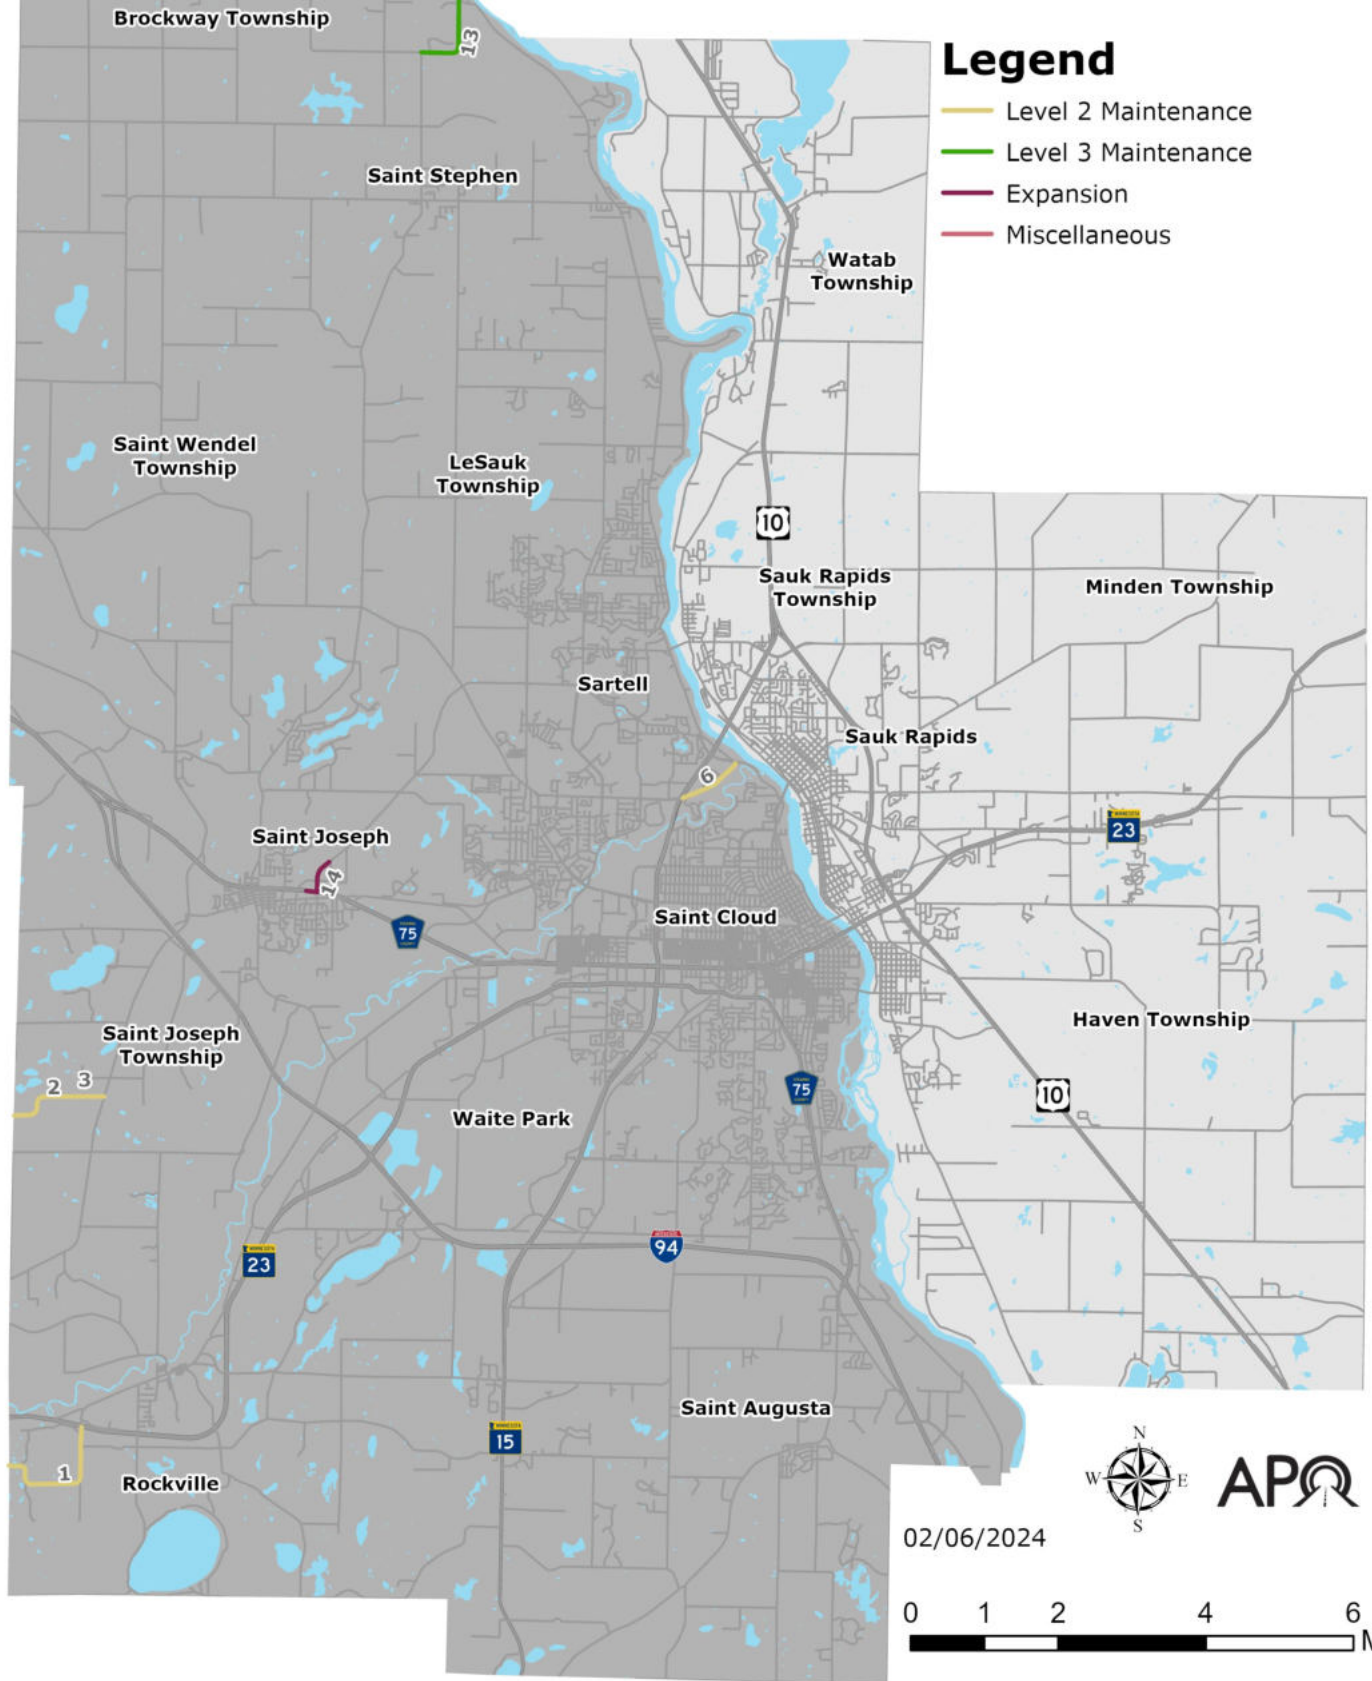 Brockway Township
13
Legend
Level 2 Maintenance
Level 3 Maintenance
Expansion
Miscellaneous
Saint Stephen
Watab
Township
Saint Wendel
Township
LeSauk
Township
10
Sauk Rapids
Township
Minden Township
Sartell
Sauk Rapids
6
23
Saint Joseph
14
75
Saint Cloud
Saint Joseph
Township
Haven Township
2
3
75
10
Waite Park
94
23
Saint Augusta
15
1
Rockville
N
W
E
S
APO
02/06/2024
0 1 2 4 6
M